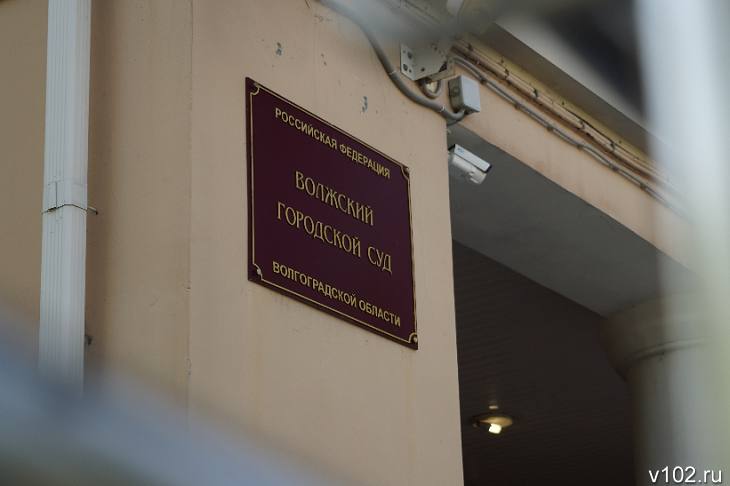 РОССИЙСКАЯ ФЕДЕРАЦИЯ
ВОЛЖСКИЙ
ГОРОДСКОЙ СУД
ВОЛГОГРАДСКОЙ ОБЛАСТИ
v102.ru